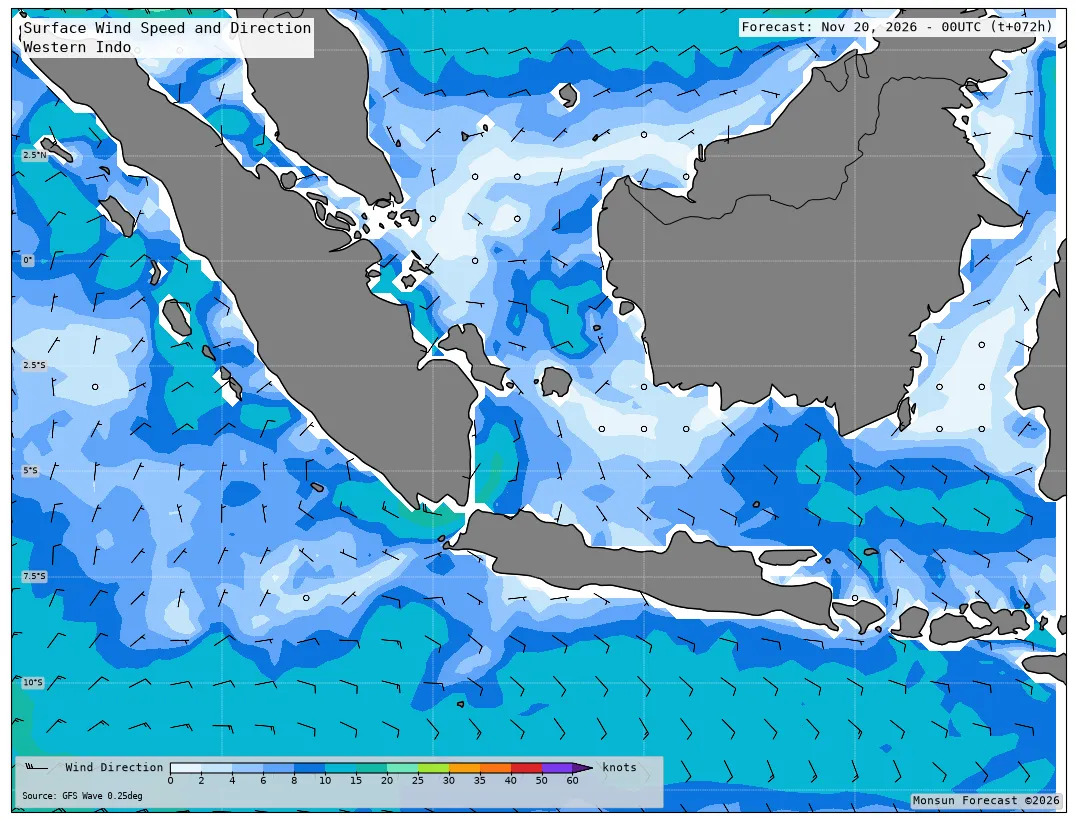 Surface Wind Speed and Direction
Western Indo
Forecast: Nov 20, 2026 - 00UTC (t+072h)
2.5°N
0°
2.5°S
5°S
7.5°S
10°S
Wind Direction
0 2 4 6 8 10 15 20 25 30 35 40 50 60
knots
Source: GFS Wave 0.25deg
Monsun Forecast ©2026